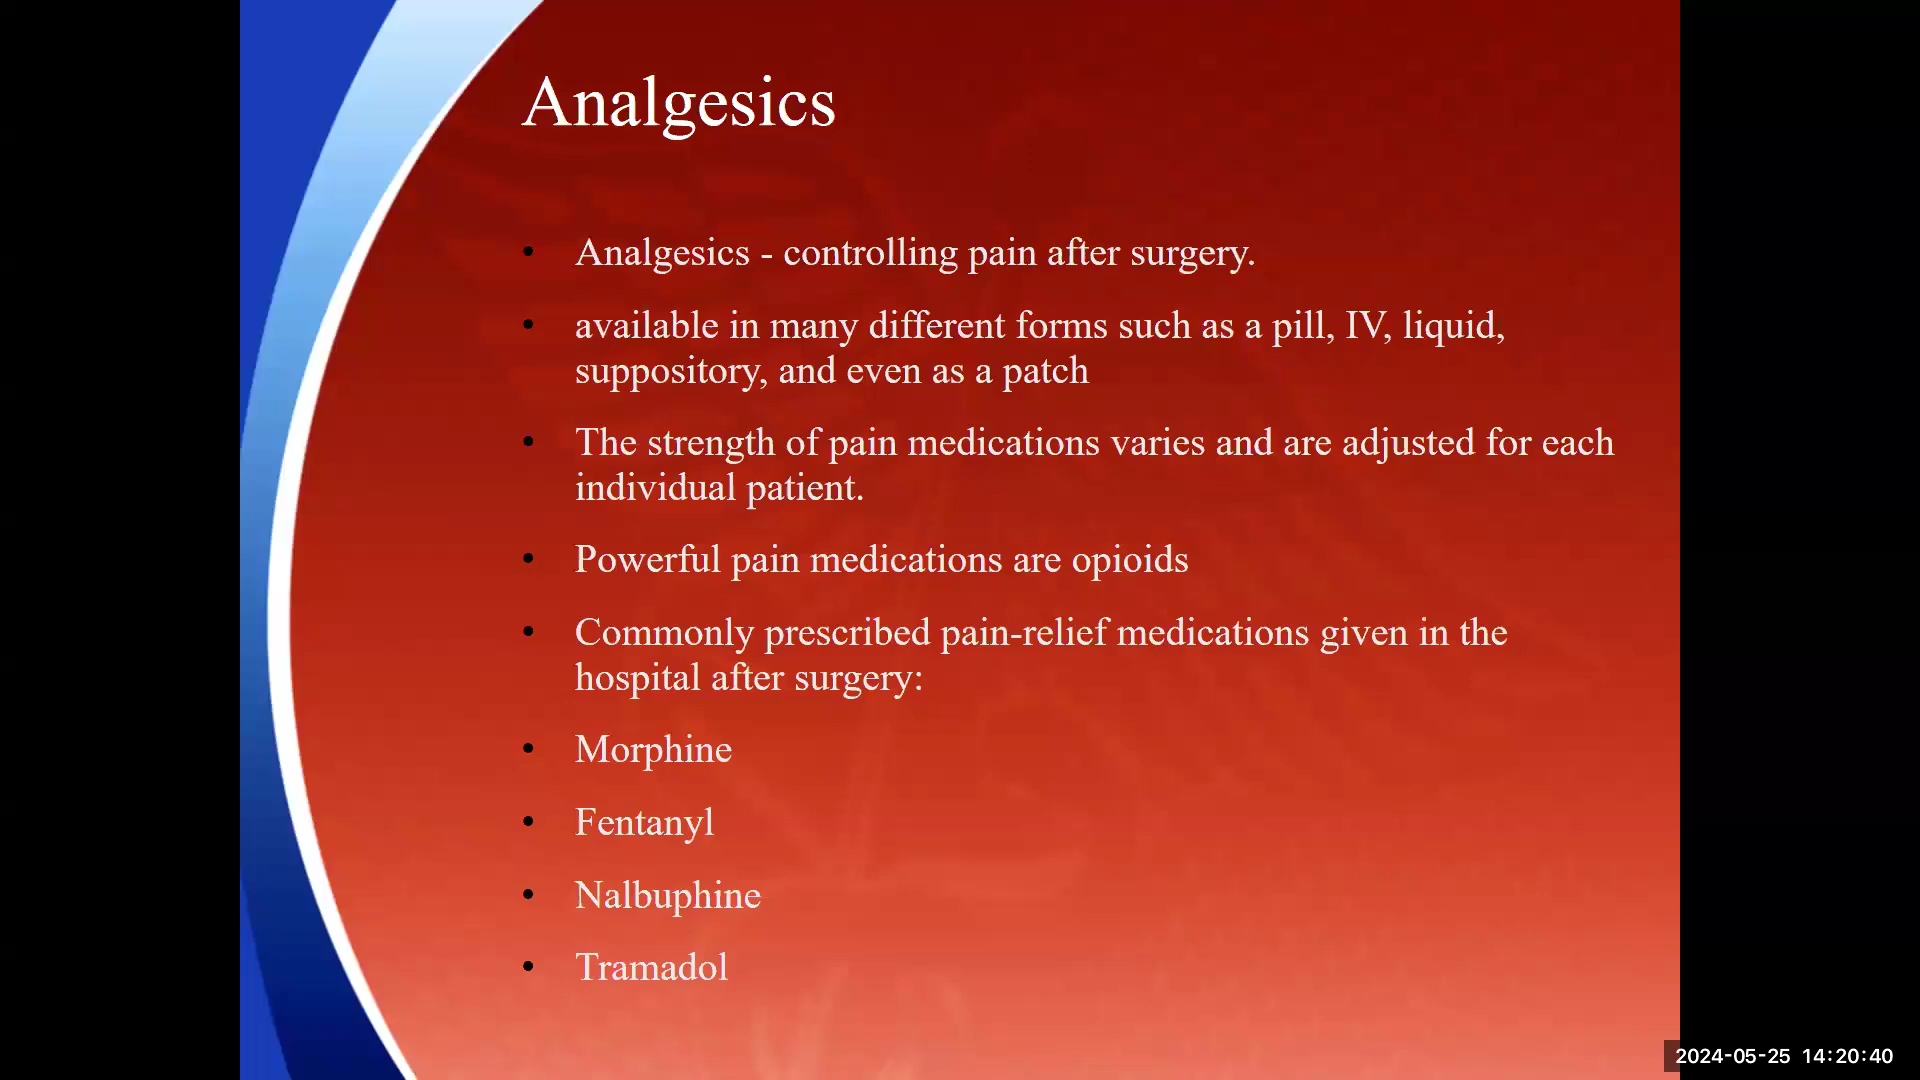 Analgesics
• Analgesics - controlling pain after surgery.
• available in many different forms such as a pill, IV, liquid,
suppository, and even as a patch
• The strength of pain medications varies and are adjusted for each
individual patient.
• Powerful pain medications are opioids
• Commonly prescribed pain-relief medications given in the
hospital after surgery:
• Morphine
• Fentanyl
• Nalbuphine
• Tramadol
2024-05-25 14:20:40